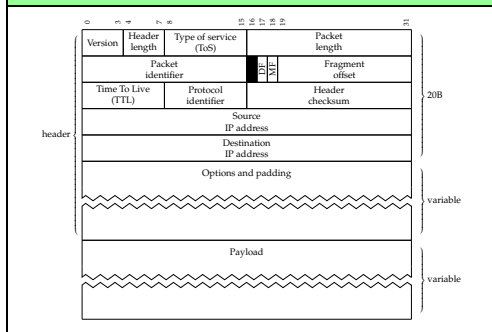 0 3 4 7 8 15 16 17 18 19 31
Version Header length Type of service (ToS) Packet length
Packet identifier DF MF Fragment offset
Time To Live (TTL) Protocol identifier Header checksum
20B
header
Source
IP address
Destination
IP address
Options and padding
variable
Payload
variable